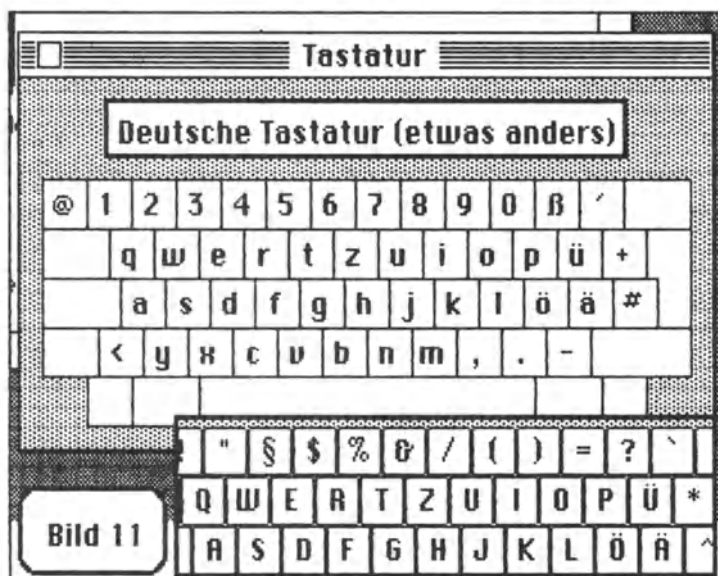 Tastatur
Deutsche Tastatur (etwas anders)
@ 1 2 3 4 5 6 7 8 9 0 ß ´
q w e r t z u i o p ü +
a s d f g h j k l ö ä #
< y x c v b n m , . -
" § $ % & / ( ) = ? `
Q W E R T Z U I O P Ü *
A S D F G H J K L Ö Ä ^
Bild 11